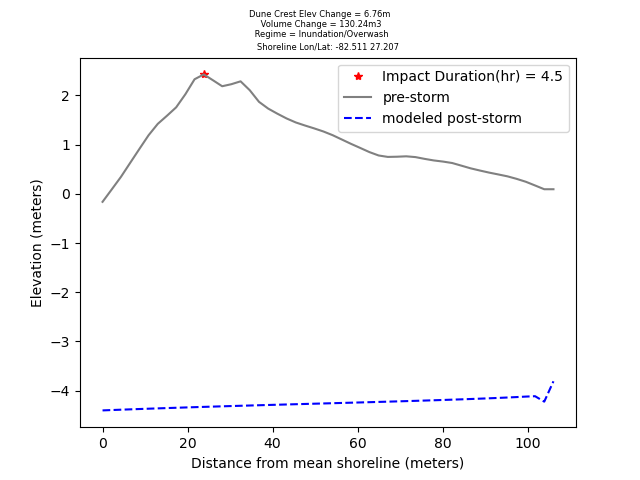 Dune Crest Elev Change = 6.76m
Volume Change = 130.24m3
Regime = Inundation/Overwash
Shoreline Lon/Lat: -82.511 27.207
Impact Duration(hr) = 4.5
pre-storm
modeled post-storm
2
1
0
−1
−2
−3
−4
Elevation (meters)
0 20 40 60 80 100
Distance from mean shoreline (meters)